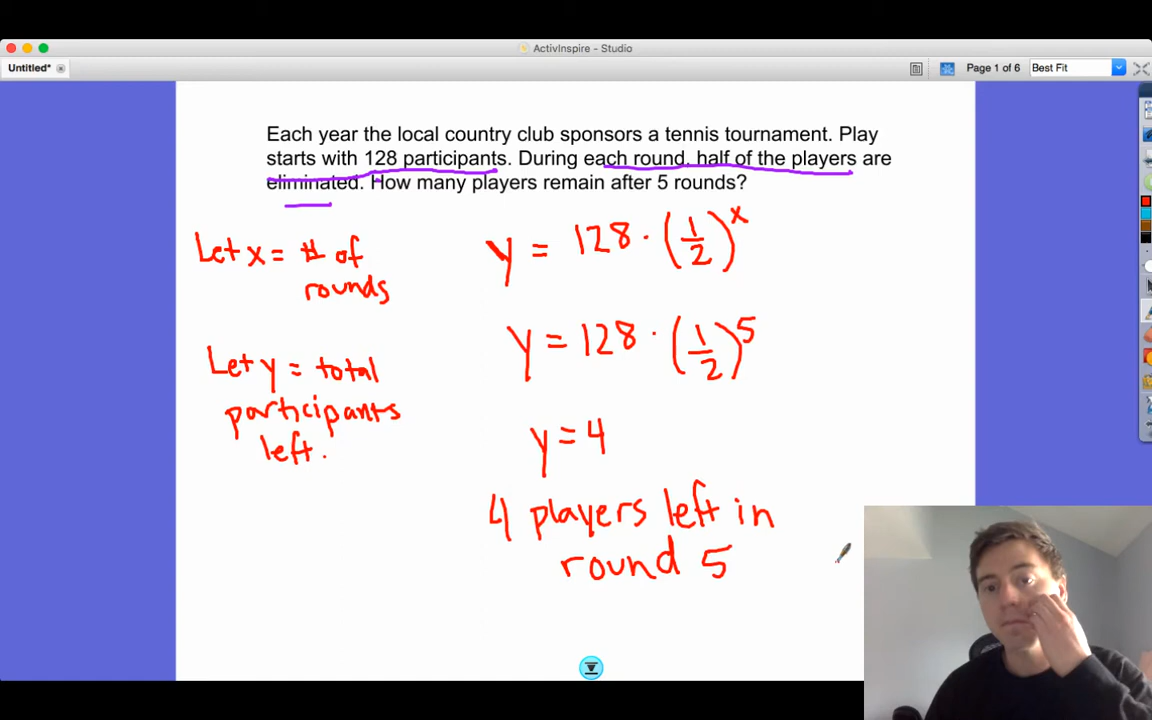 ActivInspire - Studio
Untitled*
Page 1 of 6
Best Fit
Each year the local country club sponsors a tennis tournament. Play
starts with 128 participants. During each round, half of the players are
eliminated. How many players remain after 5 rounds?
Let x = # of
rounds
y = 128 · (1/2)^x
y = 128 · (1/2)^5
Let y = total
participants
left.
y = 4
4 players left in
round 5